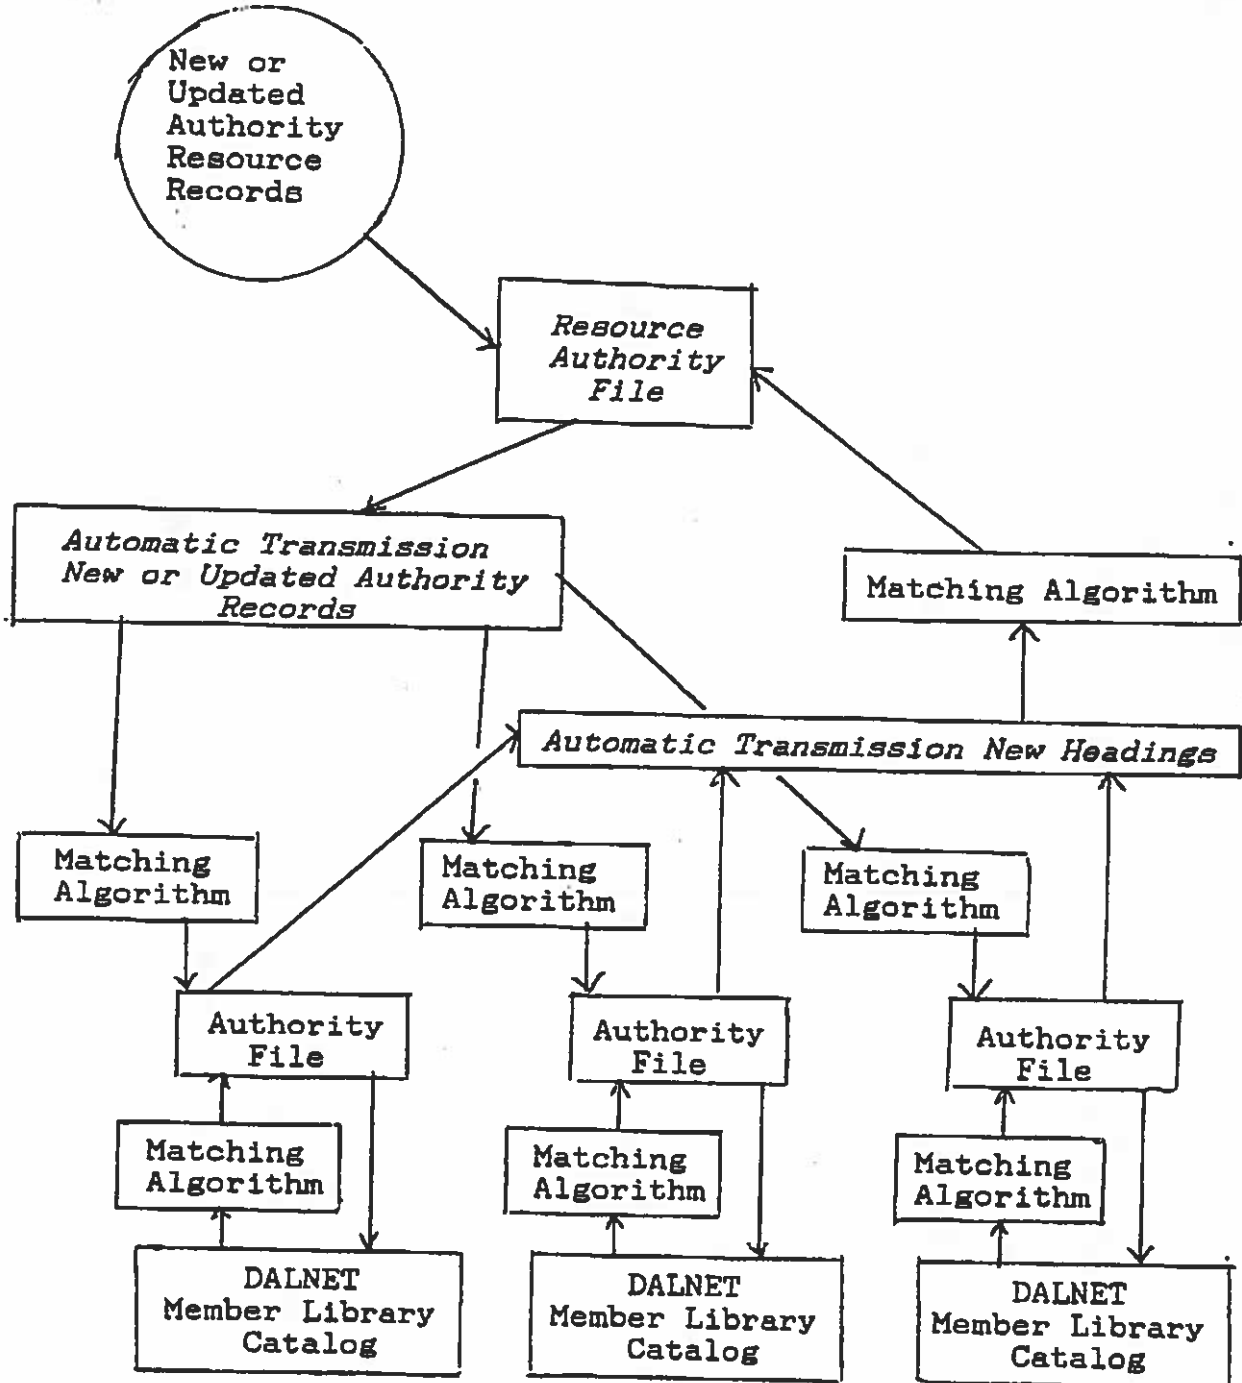 New or
Updated
Authority
Resource
Records
Resource
Authority
File
Automatic Transmission
New or Updated Authority
Records
Matching Algorithm
Automatic Transmission New Headings
Matching
Algorithm
Matching
Algorithm
Matching
Algorithm
Authority
File
Authority
File
Authority
File
Matching
Algorithm
Matching
Algorithm
Matching
Algorithm
DALNET
Member Library
Catalog
DALNET
Member Library
Catalog
DALNET
Member Library
Catalog